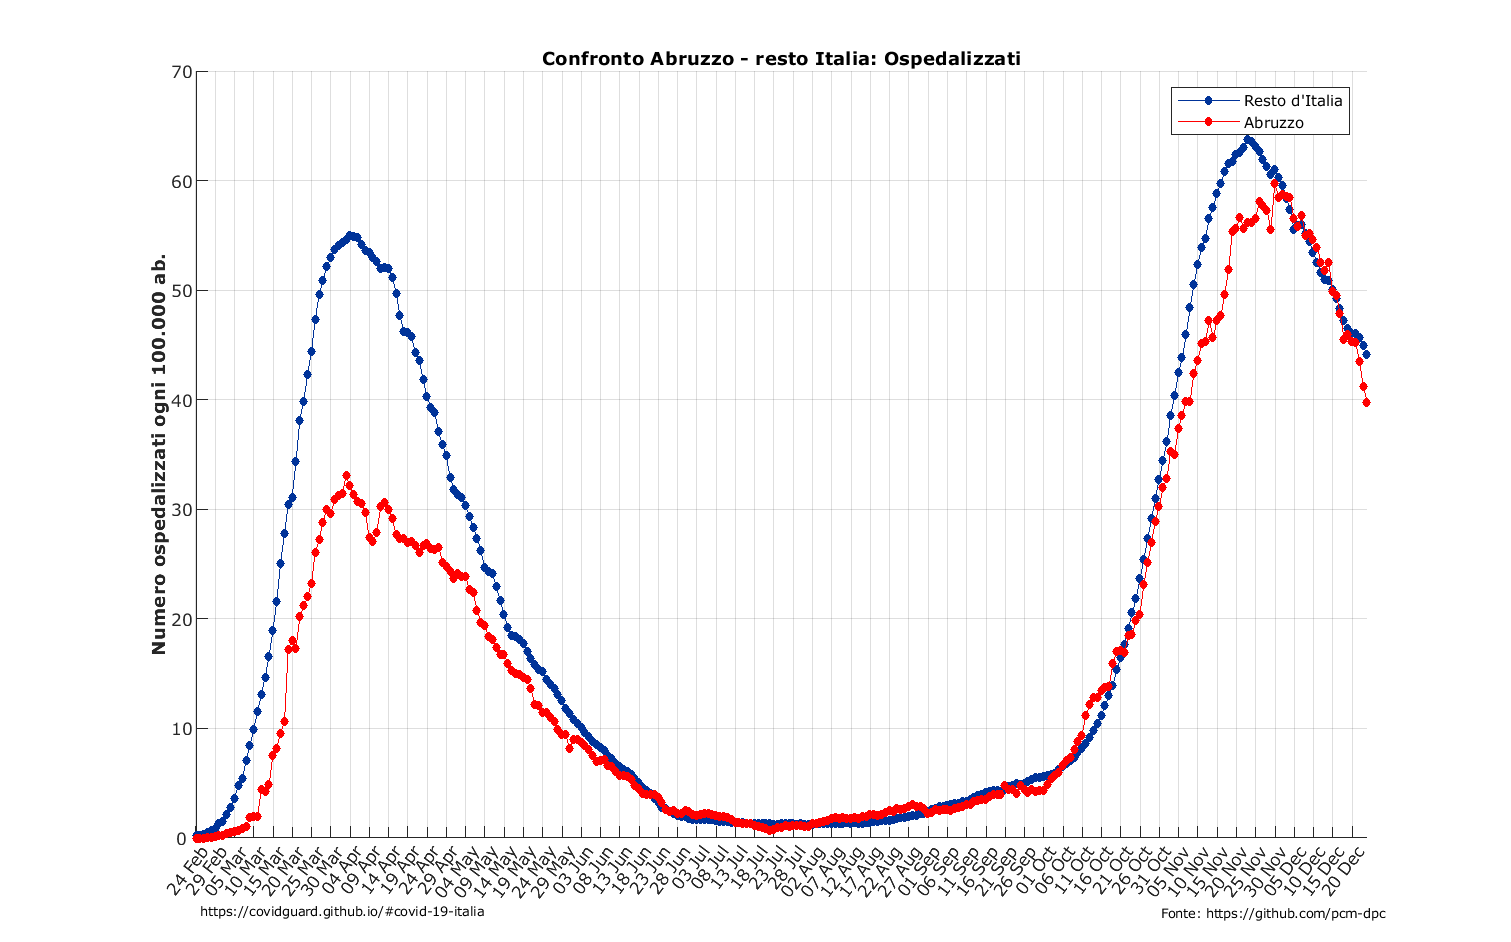 Confronto Abruzzo - resto Italia: Ospedalizzati
Resto d'Italia
Abruzzo
Numero ospedalizzati ogni 100.000 ab.
70
60
50
40
30
20
10
0
24 Feb
29 Feb
05 Mar
10 Mar
15 Mar
20 Mar
25 Mar
30 Mar
04 Apr
09 Apr
14 Apr
19 Apr
24 Apr
29 Apr
04 May
09 May
14 May
19 May
24 May
29 May
03 Jun
08 Jun
13 Jun
18 Jun
23 Jun
28 Jun
03 Jul
08 Jul
13 Jul
18 Jul
23 Jul
28 Jul
02 Aug
07 Aug
12 Aug
17 Aug
22 Aug
27 Aug
01 Sep
06 Sep
11 Sep
16 Sep
21 Sep
26 Sep
01 Oct
06 Oct
11 Oct
16 Oct
21 Oct
26 Oct
31 Oct
05 Nov
10 Nov
15 Nov
20 Nov
25 Nov
30 Nov
05 Dec
10 Dec
15 Dec
20 Dec
https://covidguard.github.io/#covid-19-italia
Fonte: https://github.com/pcm-dpc